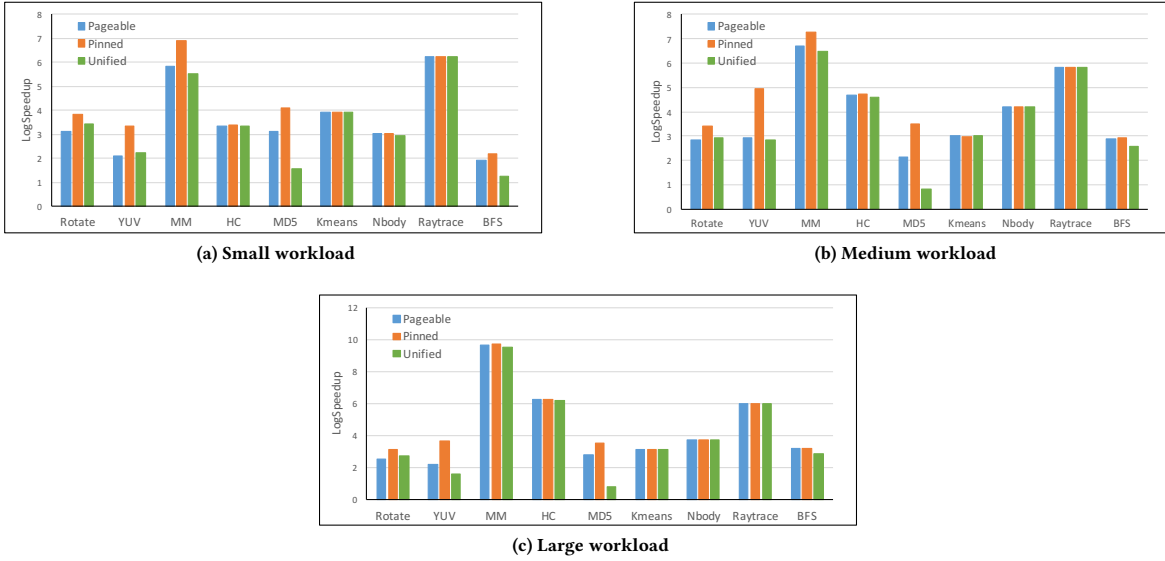 8
7
6
5
4
3
2
1
0
LogSpeedup
Pageable
Pinned
Unified
Rotate YUV MM HC MD5 Kmeans Nbody Raytrace BFS
(a) Small workload
8
7
6
5
4
3
2
1
0
LogSpeedup
Pageable
Pinned
Unified
Rotate YUV MM HC MD5 Kmeans Nbody Raytrace BFS
(b) Medium workload
12
10
8
6
4
2
0
LogSpeedup
Pageable
Pinned
Unified
Rotate YUV MM HC MD5 Kmeans Nbody Raytrace BFS
(c) Large workload